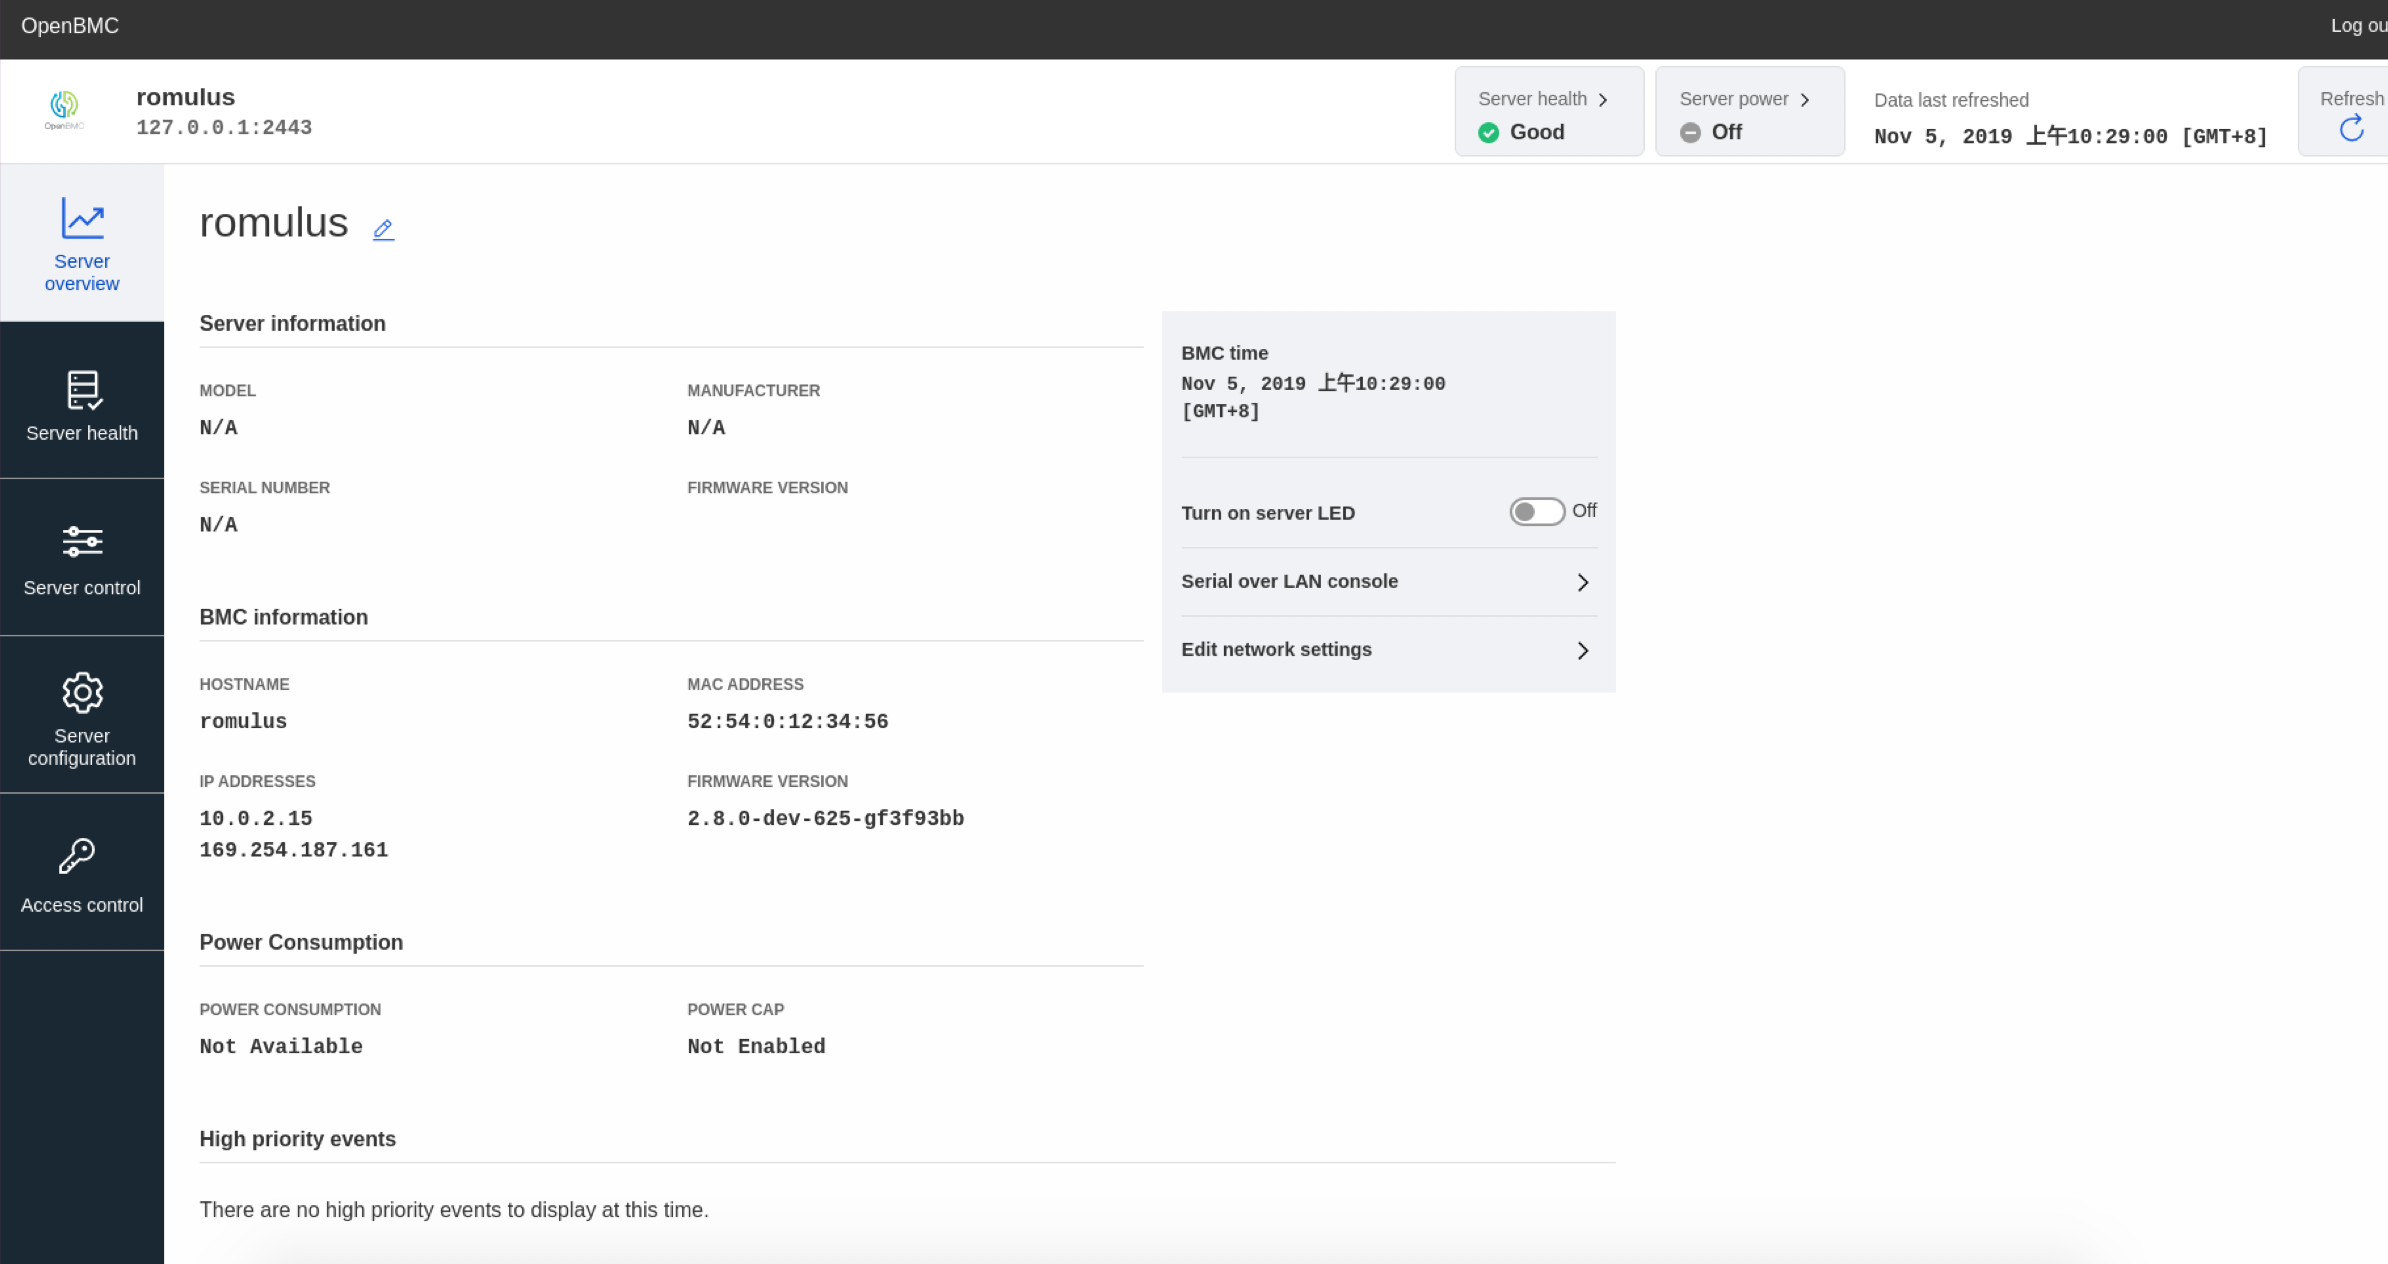 OpenBMC
Log ou
OpenBMC
romulus
127.0.0.1:2443
Server health
Good
Server power
Off
Data last refreshed
Nov 5, 2019 上午10:29:00 [GMT+8]
Refresh
Server
overview
Server health
Server control
Server
configuration
Access control
romulus
Server information
MODEL
N/A
MANUFACTURER
N/A
SERIAL NUMBER
N/A
FIRMWARE VERSION
BMC information
HOSTNAME
romulus
MAC ADDRESS
52:54:0:12:34:56
IP ADDRESSES
10.0.2.15
169.254.187.161
FIRMWARE VERSION
2.8.0-dev-625-gf3f93bb
Power Consumption
POWER CONSUMPTION
Not Available
POWER CAP
Not Enabled
High priority events
There are no high priority events to display at this time.
BMC time
Nov 5, 2019 上午10:29:00
[GMT+8]
Turn on server LED
Off
Serial over LAN console
Edit network settings